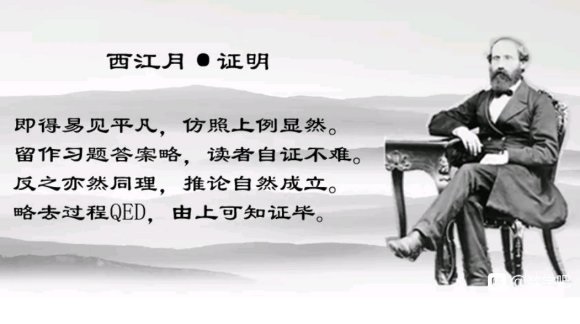 西江月●证明
即得易见平凡，仿照上例显然。
留作习题答案略，读者自证不难。
反之亦然同理，推论自然成立。
略去过程QED，由上可知证毕。